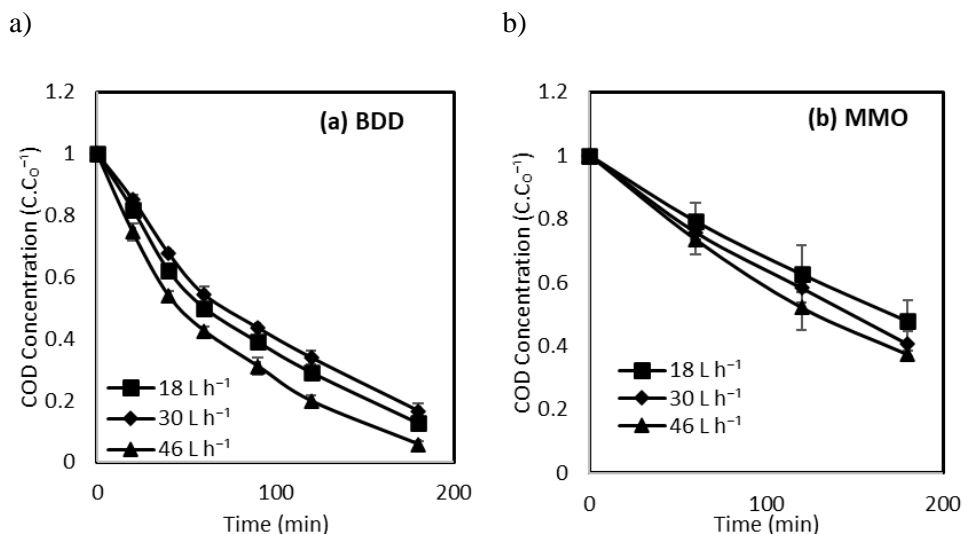 a)
b)
(a) BDD
COD Concentration (C.C₀⁻¹)
1.2
1
0.8
0.6
0.4
0.2
0
18 L h⁻¹
30 L h⁻¹
46 L h⁻¹
0
100
200
Time (min)
(b) MMO
COD Concentration (C.C₀⁻¹)
1.2
1
0.8
0.6
0.4
0.2
0
18 L h⁻¹
30 L h⁻¹
46 L h⁻¹
0
100
200
Time (min)